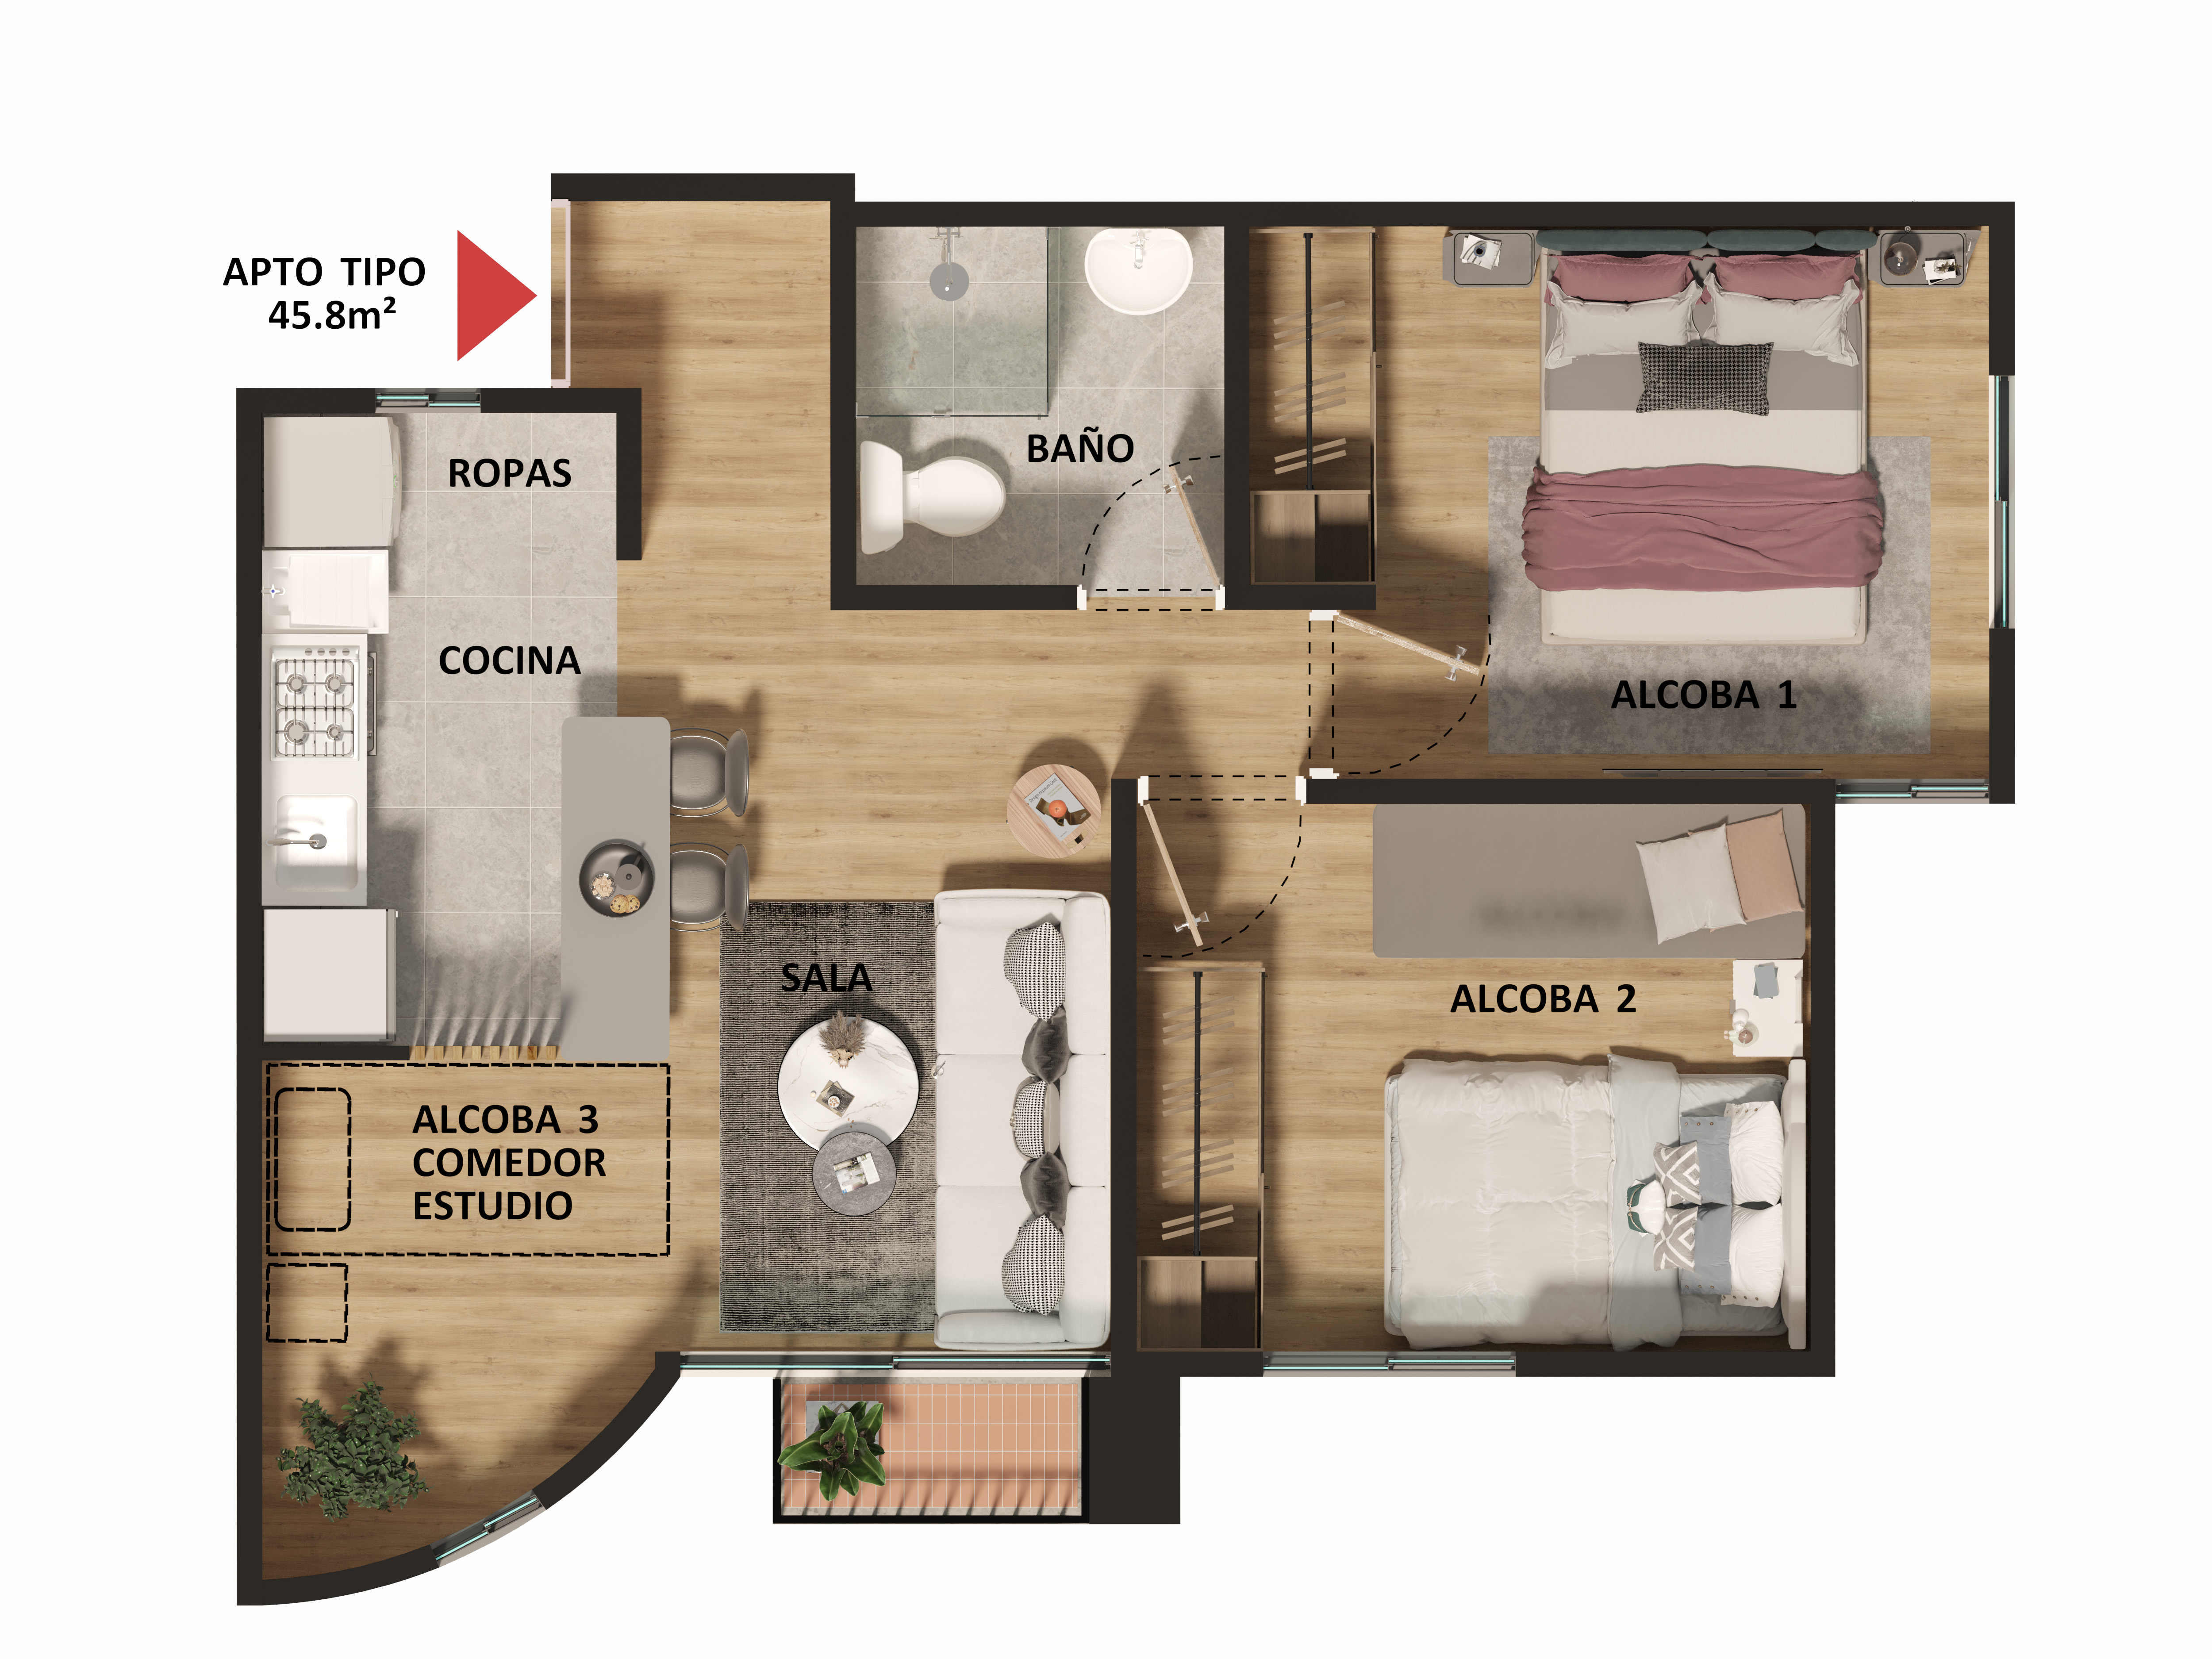 APTO TIPO
45.8m²
ROPAS
BAÑO
COCINA
ALCOBA 1
SALA
ALCOBA 2
ALCOBA 3
COMEDOR
ESTUDIO